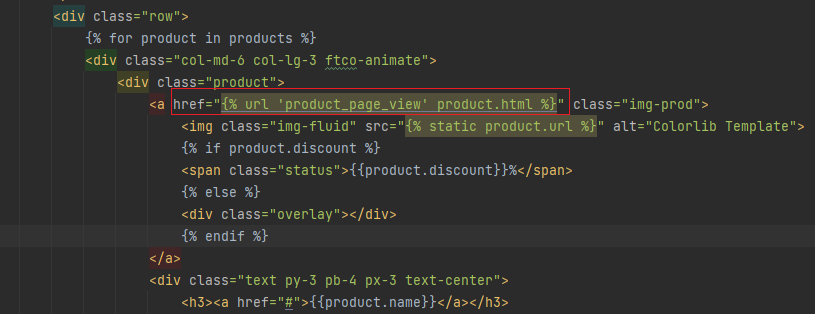 <div class="row">
{% for product in products %}
<div class="col-md-6 col-lg-3 ftco-animate">
<div class="product">
<a href="{% url 'product_page_view' product.html %}" class="img-prod">
<img class="img-fluid" src="{% static product.url %}" alt="Colorlib Template">
{% if product.discount %}
<span class="status">{{product.discount}}%</span>
{% else %}
<div class="overlay"></div>
{% endif %}
</a>
<div class="text py-3 pb-4 px-3 text-center">
<h3><a href="#">{{product.name}}</a></h3>